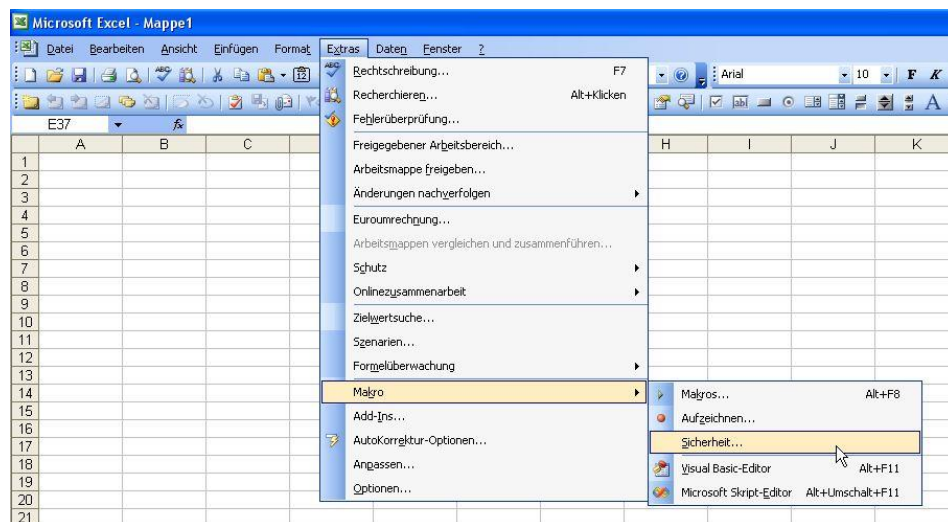 Microsoft Excel - Mappe1
Datei Bearbeiten Ansicht Einfügen Format Extras Daten Fenster ?
Arial 10 F K
E37 fx
A B C H I J K
Rechtschreibung... F7
Recherchieren... Alt+Klicken
Fehlerüberprüfung...
Freigegebener Arbeitsbereich...
Arbeitsmappe freigeben...
Änderungen nachverfolgen
Euroumrechnung...
Arbeitsmappen vergleichen und zusammenführen...
Schutz
Onlinezusammenarbeit
Zielwertsuche...
Szenarien...
Formelüberwachung
Makro
Add-Ins...
AutoKorrektur-Optionen...
Anpassen...
Optionen...
Makros... Alt+F8
Aufzeichnen...
Sicherheit...
Visual Basic-Editor Alt+F11
Microsoft Skript-Editor Alt+Umschalt+F11
1
2
3
4
5
6
7
8
9
10
11
12
13
14
15
16
17
18
19
20
21